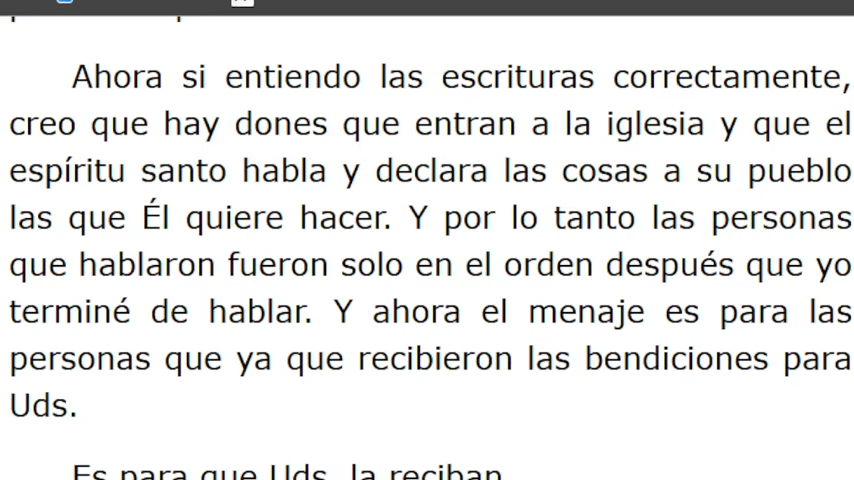 Ahora si entiendo las escrituras correctamente,
creo que hay dones que entran a la iglesia y que el
espíritu santo habla y declara las cosas a su pueblo
las que Él quiere hacer. Y por lo tanto las personas
que hablaron fueron solo en el orden después que yo
terminé de hablar. Y ahora el menaje es para las
personas que ya que recibieron las bendiciones para
Uds.
Es para que Uds. la reciban